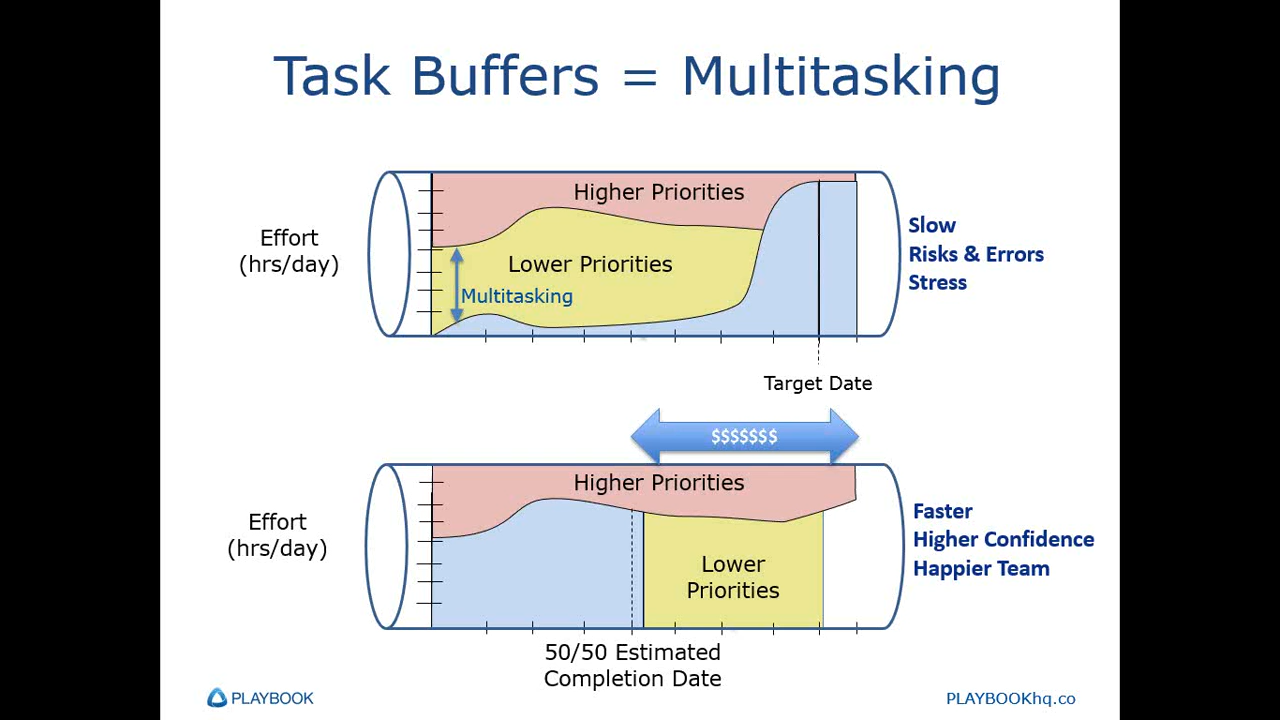 Task Buffers = Multitasking
Higher Priorities
Effort
(hrs/day)
Lower Priorities
Multitasking
Slow
Risks & Errors
Stress
Target Date
$$$$$$$
Higher Priorities
Effort
(hrs/day)
Lower
Priorities
Faster
Higher Confidence
Happier Team
50/50 Estimated
Completion Date
PLAYBOOK
PLAYBOOKhq.co